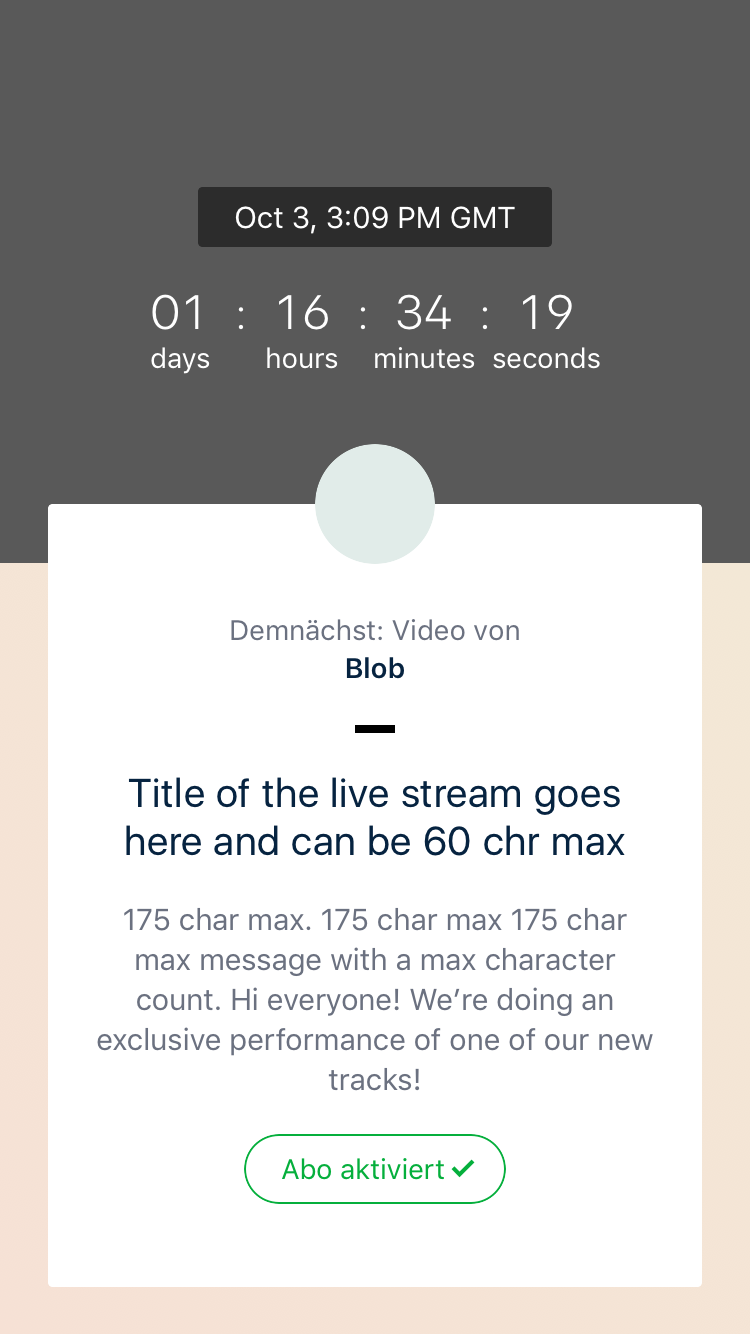 Oct 3, 3:09 PM GMT
01 : 16 : 34 : 19
days hours minutes seconds
Demnächst: Video von
Blob
Title of the live stream goes
here and can be 60 chr max
175 char max. 175 char max 175 char
max message with a max character
count. Hi everyone! We’re doing an
exclusive performance of one of our new
tracks!
Abo aktiviert ✓